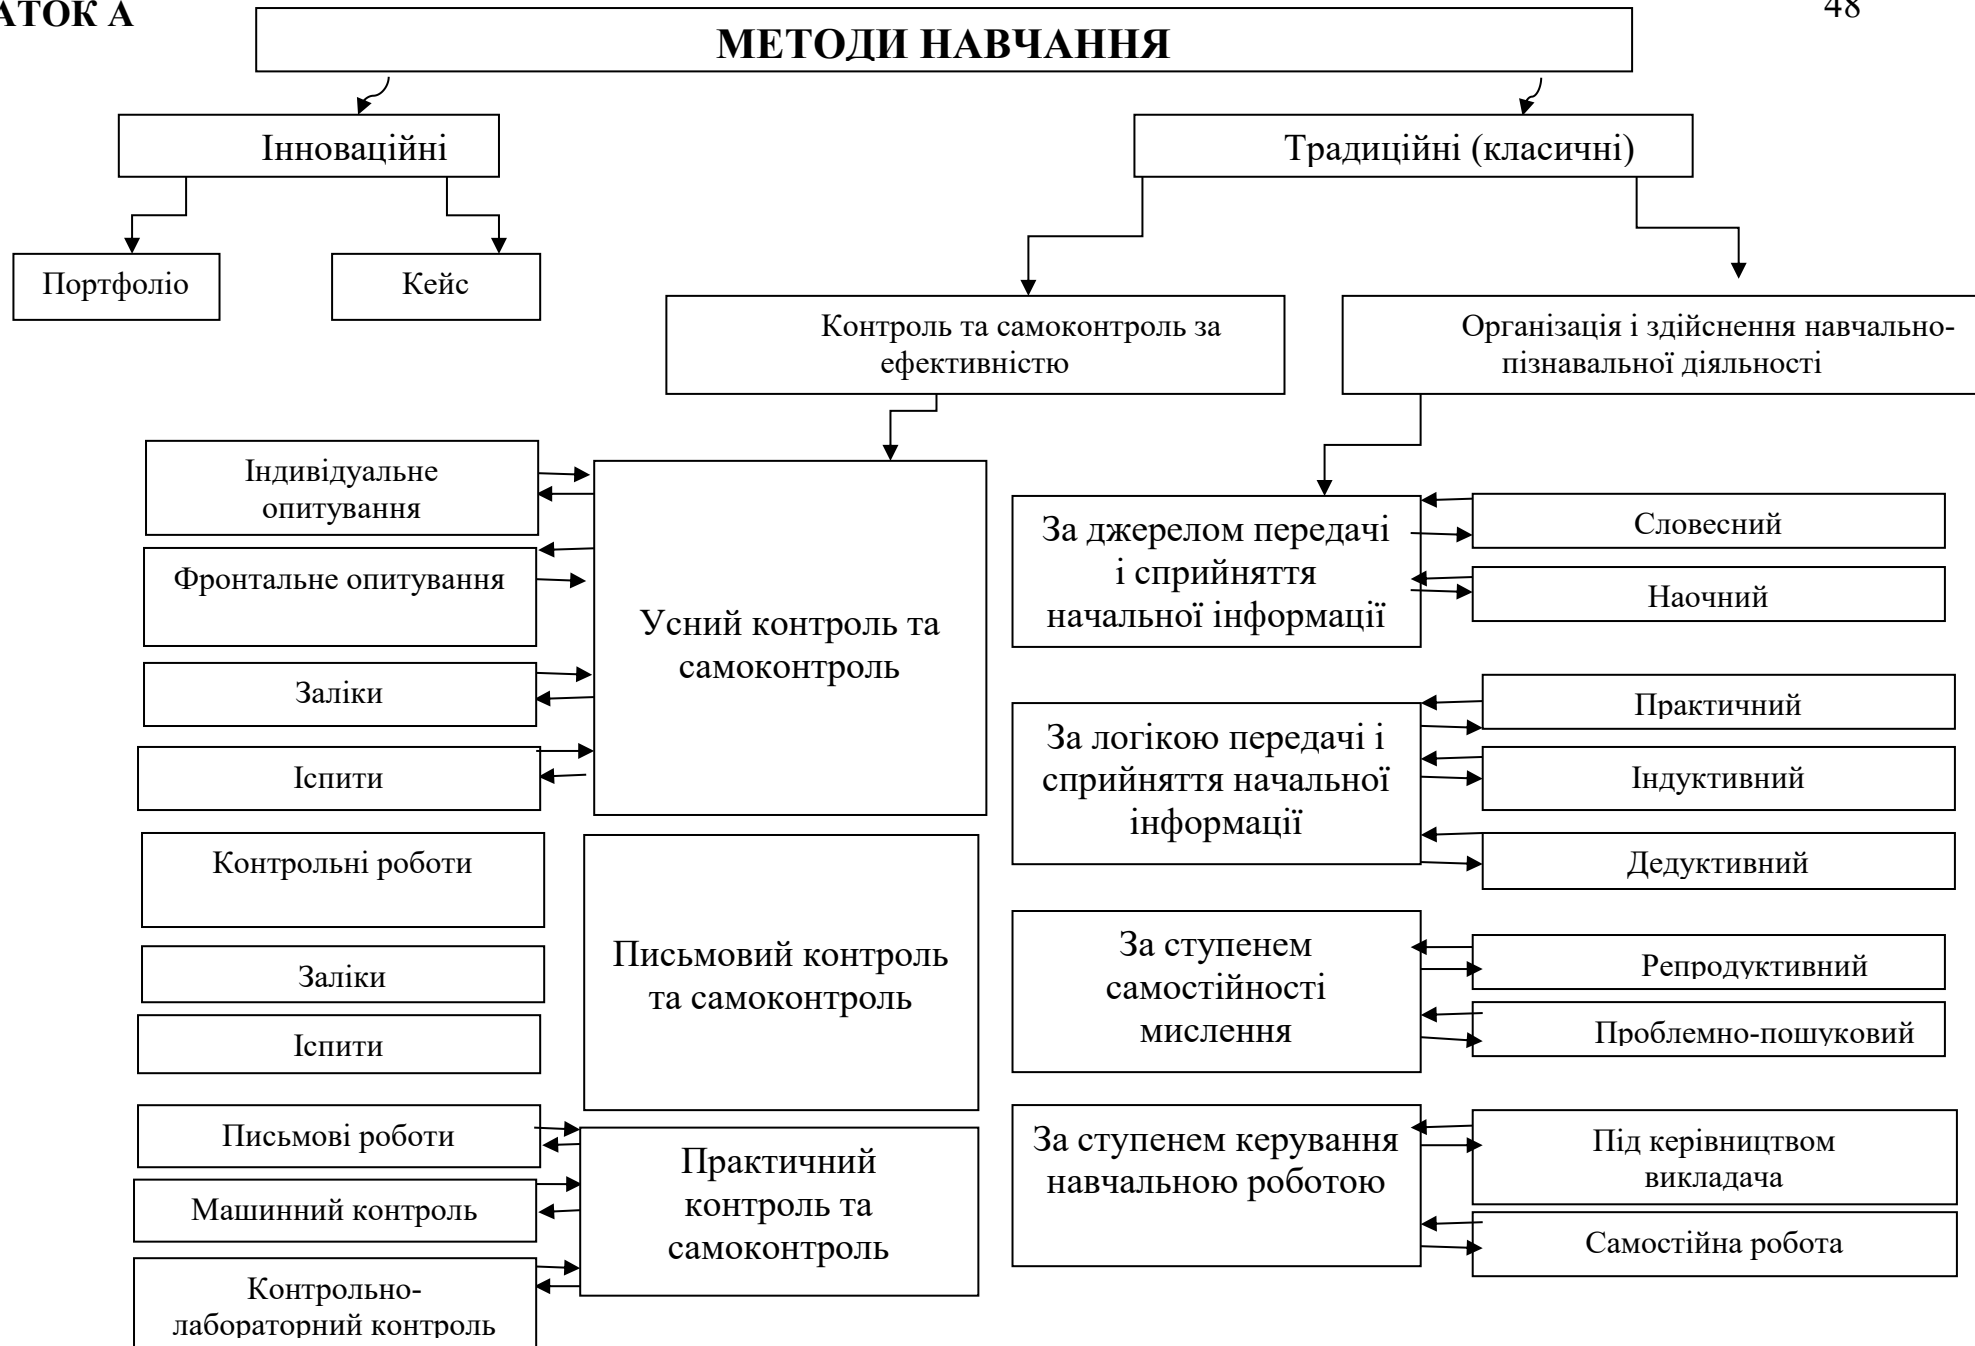 АТОК А
48
МЕТОДИ НАВЧАННЯ
Інноваційні
Традиційні (класичні)
Портфоліо
Кейс
Контроль та самоконтроль за
ефективністю
Організація і здійснення навчально-
пізнавальної діяльності
Індивідуальне
опитування
Фронтальне опитування
Заліки
Іспити
Усний контроль та
самоконтроль
Контрольні роботи
Заліки
Іспити
Письмовий контроль
та самоконтроль
Письмові роботи
Машинний контроль
Контрольно-
лабораторний контроль
Практичний
контроль та
самоконтроль
За джерелом передачі
і сприйняття
начальної інформації
Словесний
Наочний
За логікою передачі і
сприйняття начальної
інформації
Практичний
Індуктивний
Дедуктивний
За ступенем
самостійності
мислення
Репродуктивний
Проблемно-пошуковий
За ступенем керування
навчальною роботою
Під керівництвом
викладача
Самостійна робота